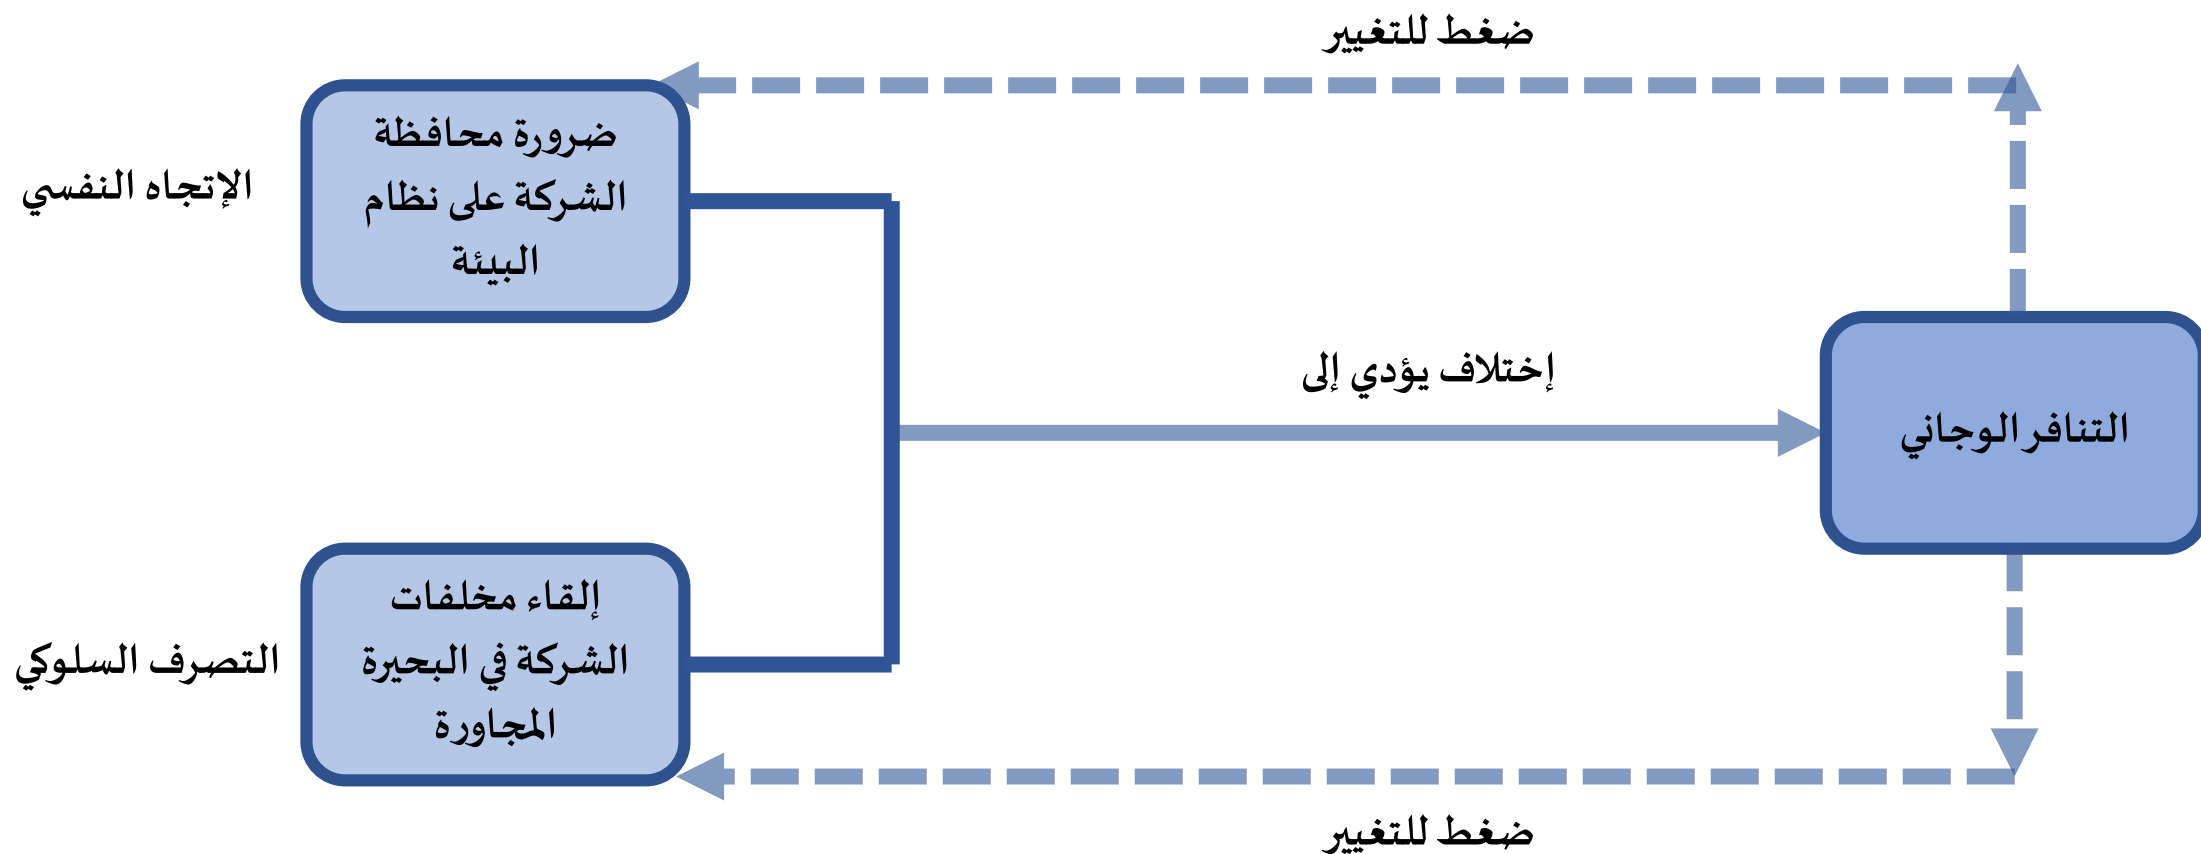 ضغط للتغيير
الإتجاه النفسي
ضرورة محافظة
الشركة على نظام
البيئة
إختلاف يؤدي إلى
التنافر الوجاني
التصرف السلوكي
إلقاء مخلفات
الشركة في البحيرة
المجاورة
ضغط للتغيير